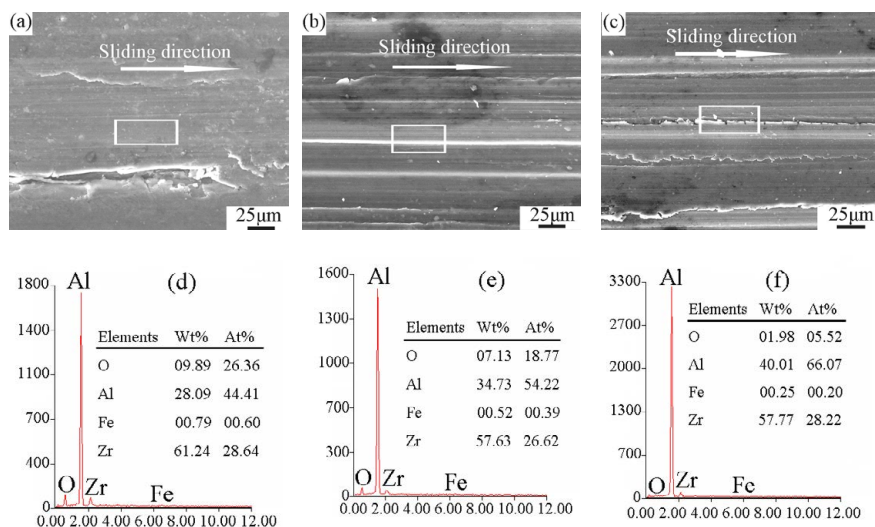 (a)
Sliding direction
25μm
(b)
Sliding direction
25μm
(c)
Sliding direction
25μm
(d)
Al
1800
1400
1100
700
400
0
O
Zr
Fe
0.00 2.00 4.00 6.00 8.00 10.00 12.00
Elements Wt% At%
O 09.89 26.36
Al 28.09 44.41
Fe 00.79 00.60
Zr 61.24 28.64
(e)
Al
1600
1300
1000
600
300
0
O
Zr
Fe
0.00 2.00 4.00 6.00 8.00 10.00 12.00
Elements Wt% At%
O 07.13 18.77
Al 34.73 54.22
Fe 00.52 00.39
Zr 57.63 26.62
(f)
Al
3300
2700
2000
1300
700
0
O
Zr
Fe
0.00 2.00 4.00 6.00 8.00 10.00 12.00
Elements Wt% At%
O 01.98 05.52
Al 40.01 66.07
Fe 00.25 00.20
Zr 57.77 28.22